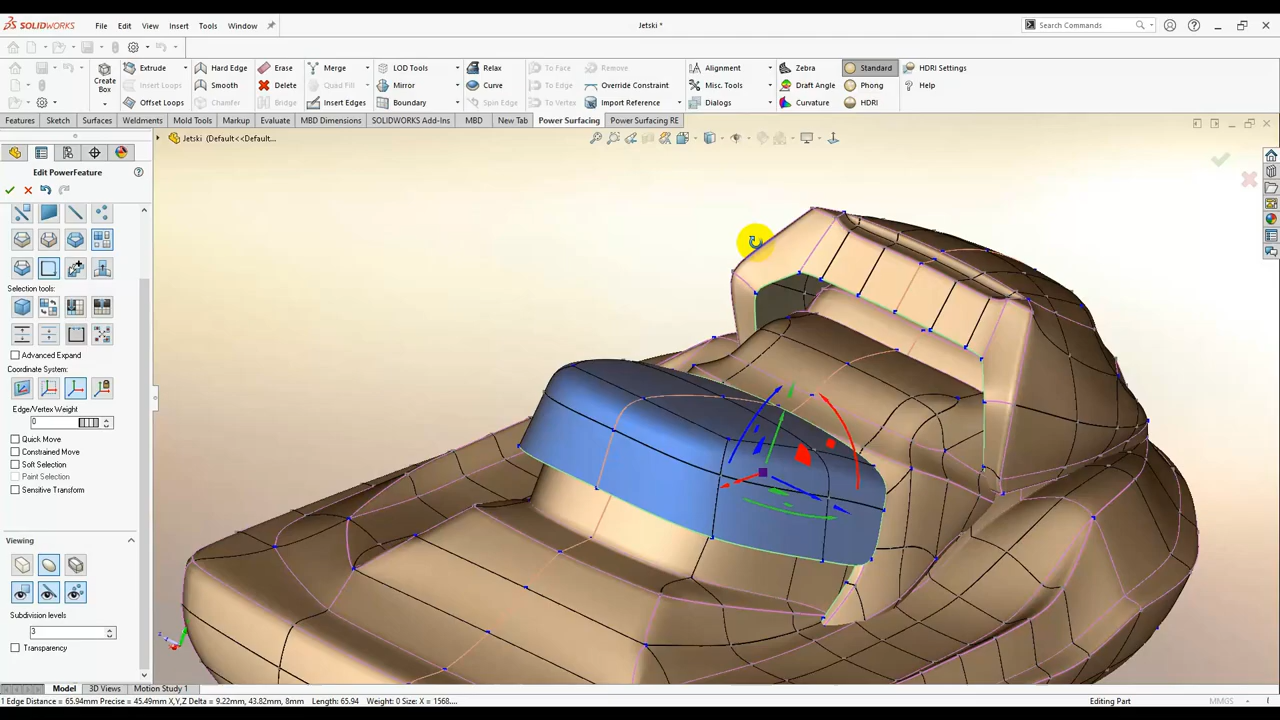 SOLIDWORKS File Edit View Insert Tools Window Jetski * Search Commands
Extrude Hard Edge Erase Merge LOD Tools Relax To Face Remove Alignment Zebra Standard HDRI Settings
Create Box Insert Loops Smooth Delete Quad Fill Mirror Curve To Edge Override Constraint Misc. Tools Draft Angle Phong Help
Offset Loops Chamfer Bridge Insert Edges Boundary Spin Edge To Vertex Import Reference Dialogs Curvature HDRI
Features Sketch Surfaces Weldments Mold Tools Markup Evaluate MBD Dimensions SOLIDWORKS Add-Ins MBD New Tab Power Surfacing Power Surfacing RE
Jetski (Default<<Default...
Edit PowerFeature
Selection tools:
Advanced Expand
Coordinate System:
Edge/Vertex Weight
0
Quick Move
Constrained Move
Soft Selection
Paint Selection
Sensitive Transform
Viewing
Subdivision levels
3
Transparency
Model 3D Views Motion Study 1
1 Edge Distance = 65.94mm Precise = 45.49mm X,Y,Z Delta = 9.22mm, 43.82mm, 8mm Length: 65.94 Weight: 0 Size: X = 1568.... Editing Part MMGS